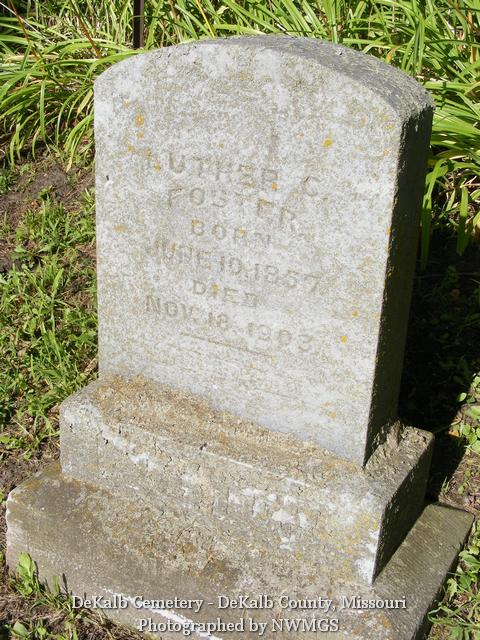 LUTHER C.
FOSTER
BORN
JUNE 10, 1857
DIED
NOV. 18, 1903
DeKalb Cemetery - DeKalb County, Missouri
Photographed by NWMGS